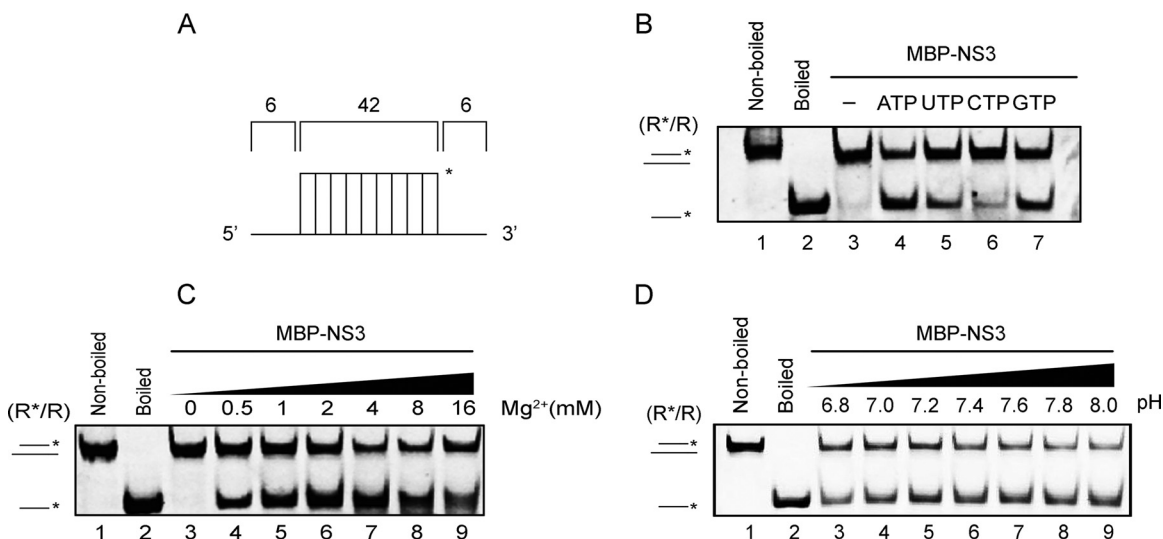 A
6 42 6
*
5’ 3’
B
Non-boiled
Boiled
MBP-NS3
– ATP UTP CTP GTP
(R*/R)
*
*
1 2 3 4 5 6 7
C
Non-boiled
Boiled
MBP-NS3
0 0.5 1 2 4 8 16 Mg²⁺(mM)
(R*/R)
*
*
1 2 3 4 5 6 7 8 9
D
Non-boiled
Boiled
MBP-NS3
6.8 7.0 7.2 7.4 7.6 7.8 8.0 pH
(R*/R)
*
*
1 2 3 4 5 6 7 8 9